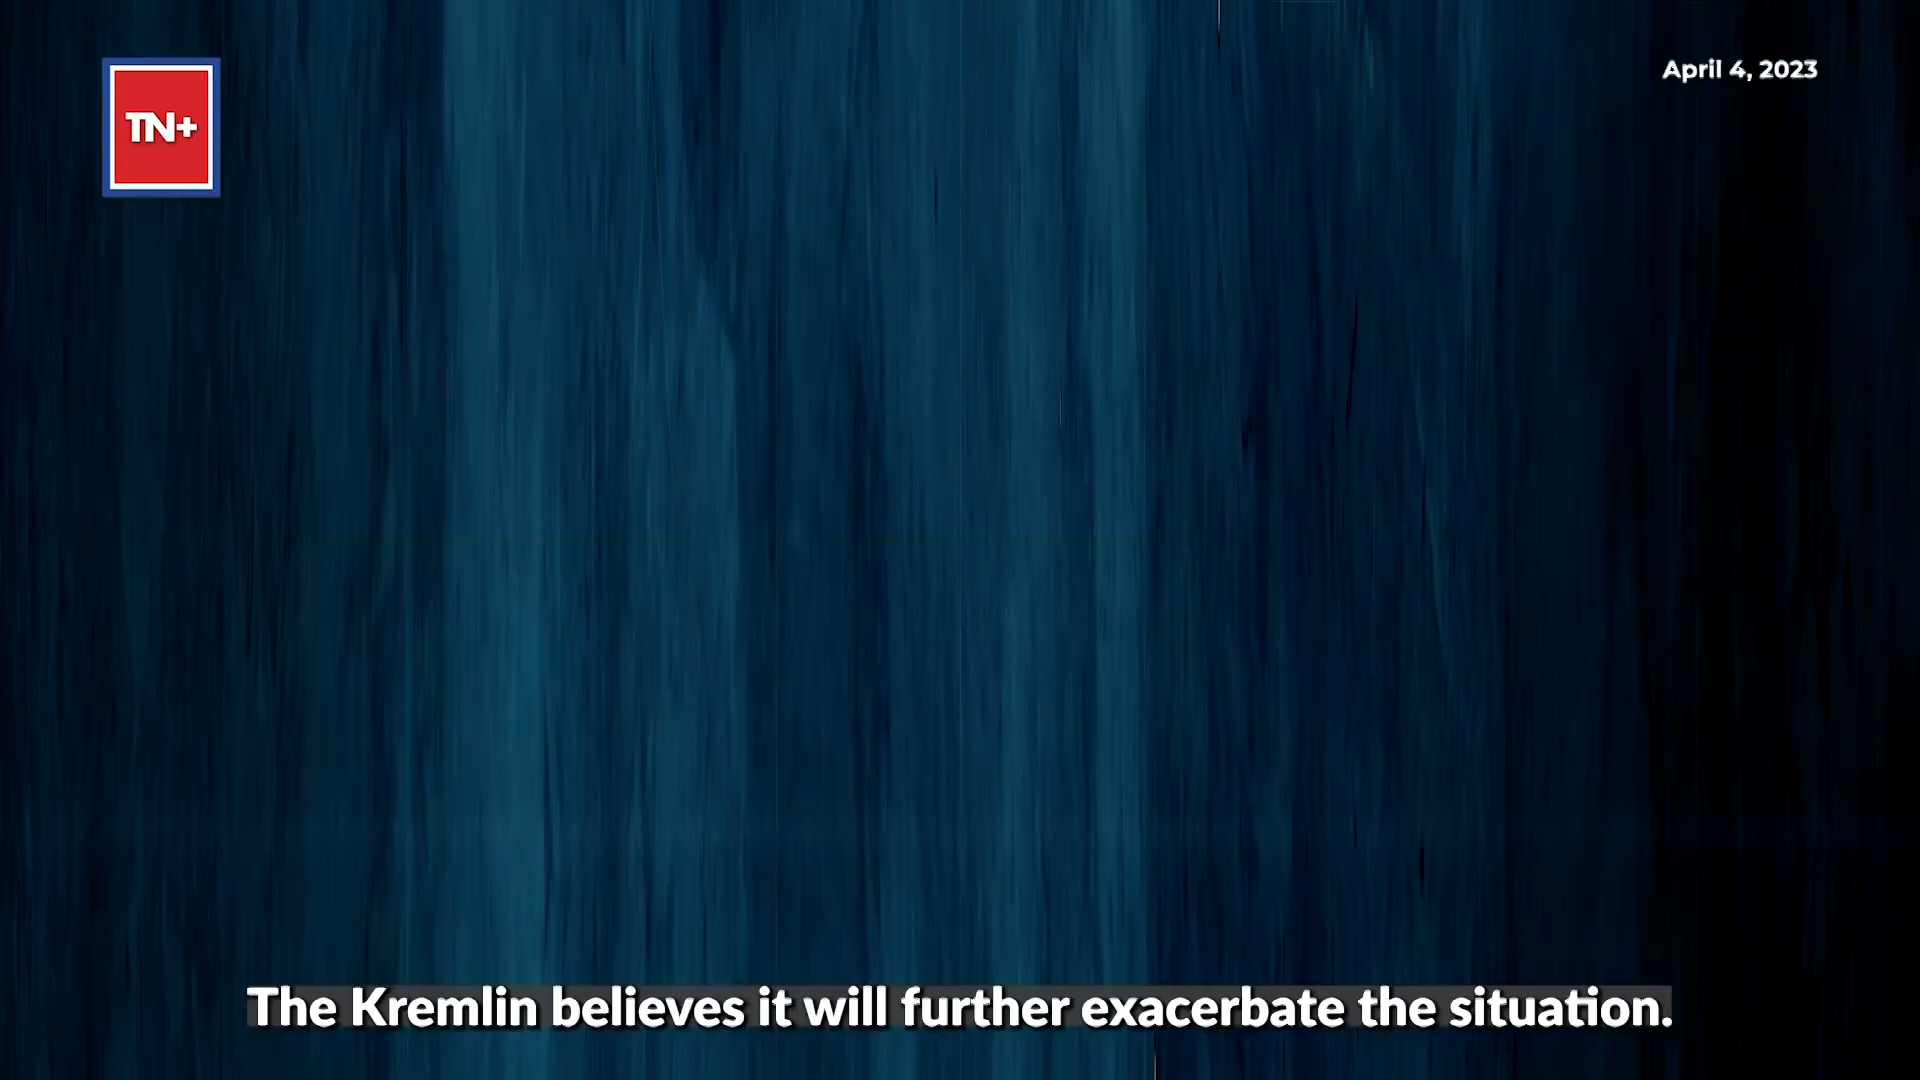 TN+
April 4, 2023
The Kremlin believes it will further exacerbate the situation.